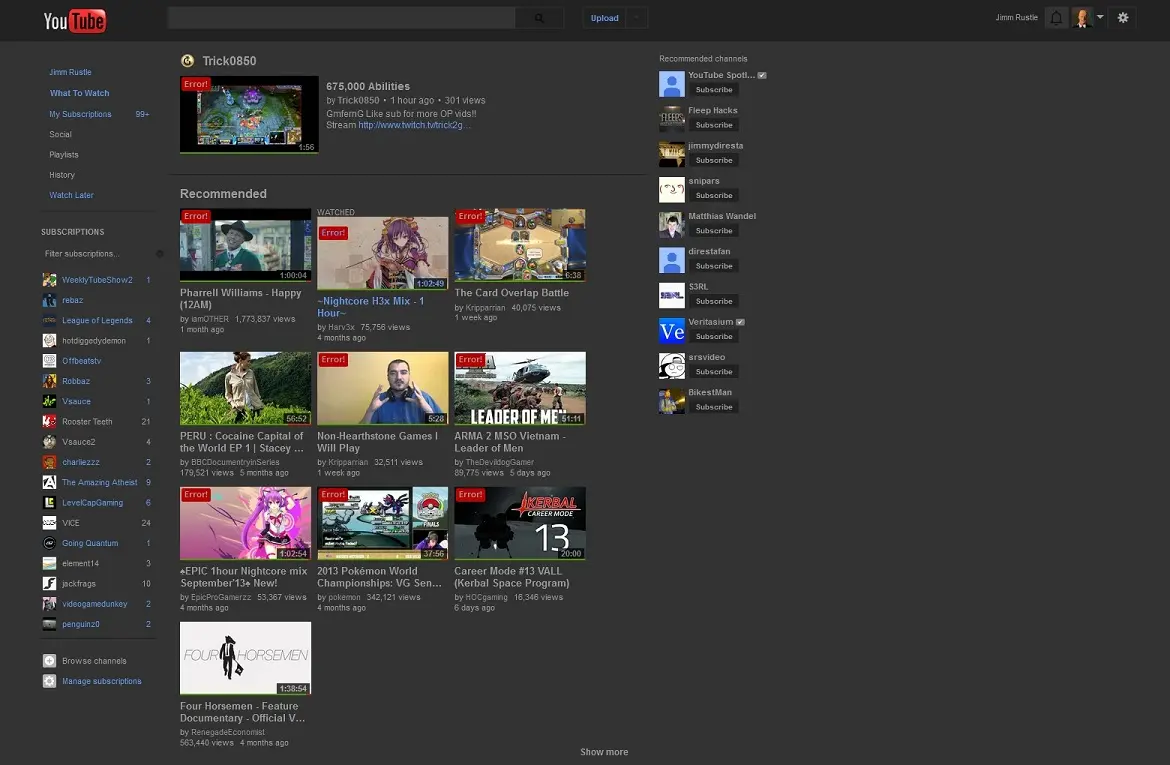 YouTube
Upload
Jimm Rustle
Jimm Rustle
What To Watch
My Subscriptions 99+
Social
Playlists
History
Watch Later
SUBSCRIPTIONS
Filter subscriptions...
WeeklyTubeShow2 1
rebaz
League of Legends 4
hotdiggedydemon 1
Offbeatstv
Robbaz 3
Vsauce 1
Rooster Teeth 21
Vsauce2 4
charliezzz 2
The Amazing Atheist 9
LevelCapGaming 6
VICE 24
Going Quantum 1
element14 3
jackfrags 10
videogamedunkey 2
penguinz0 2
Browse channels
Manage subscriptions
Trick0850
Error!
1:56
675,000 Abilities
by Trick0850 • 1 hour ago • 301 views
GmfemG Like sub for more OP vids!!
Stream http://www.twitch.tv/trick2g...
Recommended
Error!
1:00:04
Pharrell Williams - Happy
(12AM)
by iamOTHER 1,773,837 views
1 month ago
WATCHED
Error!
1:02:49
~Nightcore H3x Mix - 1
Hour~
by Harv3x 75,756 views
4 months ago
Error!
6:38
The Card Overlap Battle
by Kripparrian 40,075 views
1 week ago
56:52
PERU : Cocaine Capital of
the World EP 1 | Stacey ...
by BBCDocumentryinSeries
179,521 views 5 months ago
Error!
5:28
Non-Hearthstone Games I
Will Play
by Kripparrian 32,511 views
1 week ago
Error!
LEADER OF MEN
51:11
ARMA 2 MSO Vietnam -
Leader of Men
by TheDevildogGamer
89,775 views 5 days ago
Error!
1:02:54
♠EPIC 1hour Nightcore mix
September'13♠ New!
by EpicProGamerzz 53,367 views
4 months ago
Error!
FINALS
37:56
2013 Pokémon World
Championships: VG Sen...
by pokemon 342,121 views
4 months ago
Error!
KERBAL
CAREER MODE
13
20:00
Career Mode #13 VALL
(Kerbal Space Program)
by HOCgaming 16,346 views
6 days ago
FOUR HORSEMEN
1:38:54
Four Horsemen - Feature
Documentary - Official V...
by RenegadeEconomist
563,440 views 4 months ago
Show more
Recommended channels
YouTube Spotl...
Subscribe
Fleep Hacks
Subscribe
jimmydiresta
Subscribe
snipars
Subscribe
Matthias Wandel
Subscribe
direstafan
Subscribe
S3RL
Subscribe
Ve
Veritasium
Subscribe
srsvideo
Subscribe
BikestMan
Subscribe